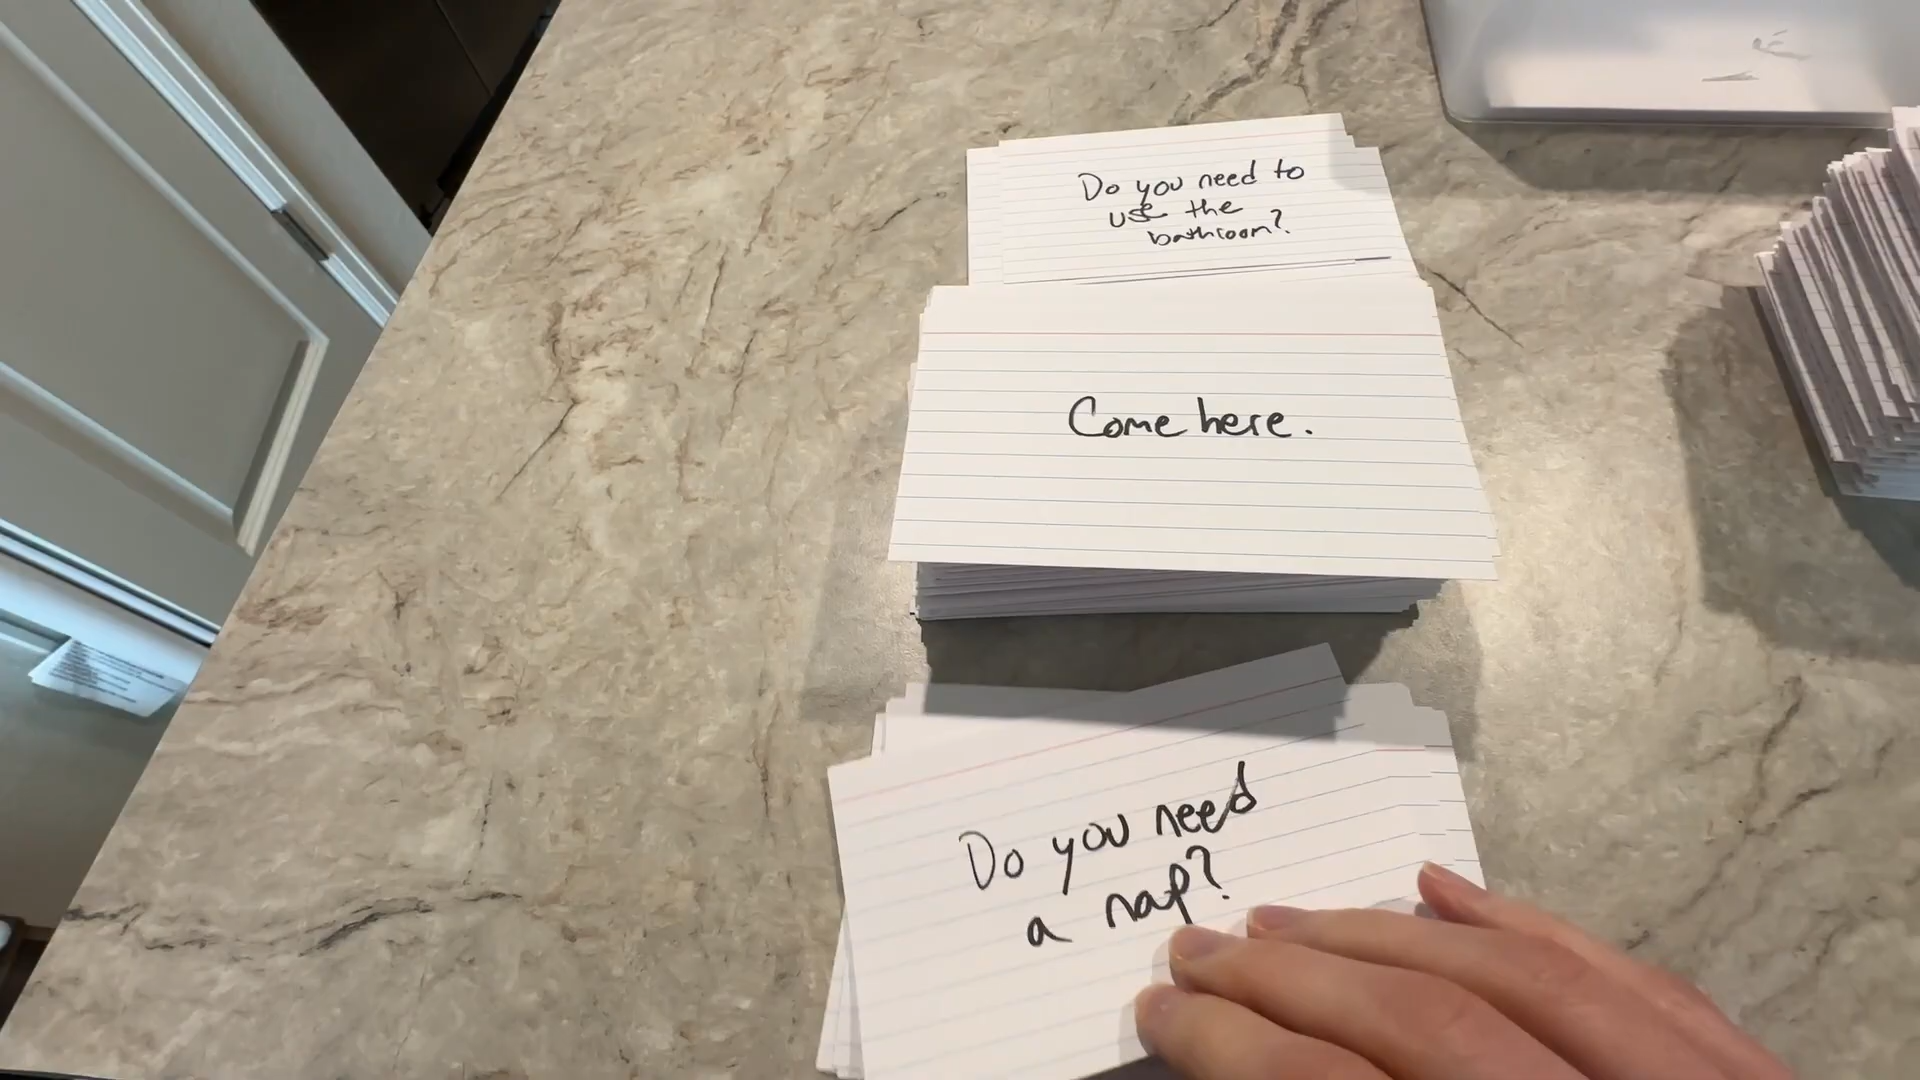 Do you need to
use the
bathroom?
Come here.
Do you need
a nap?